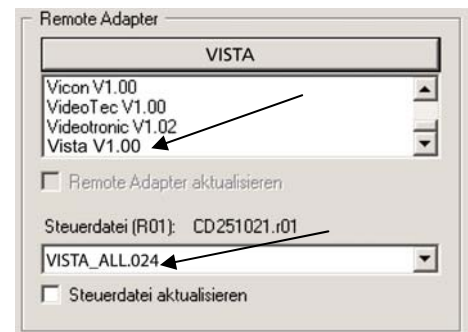 Remote Adapter
VISTA
Vicon V1.00
VideoTec V1.00
Videotronic V1.02
Vista V1.00
Remote Adapter aktualisieren
Steuerdatei (R01): CD251021.r01
VISTA_ALL.024
Steuerdatei aktualisieren